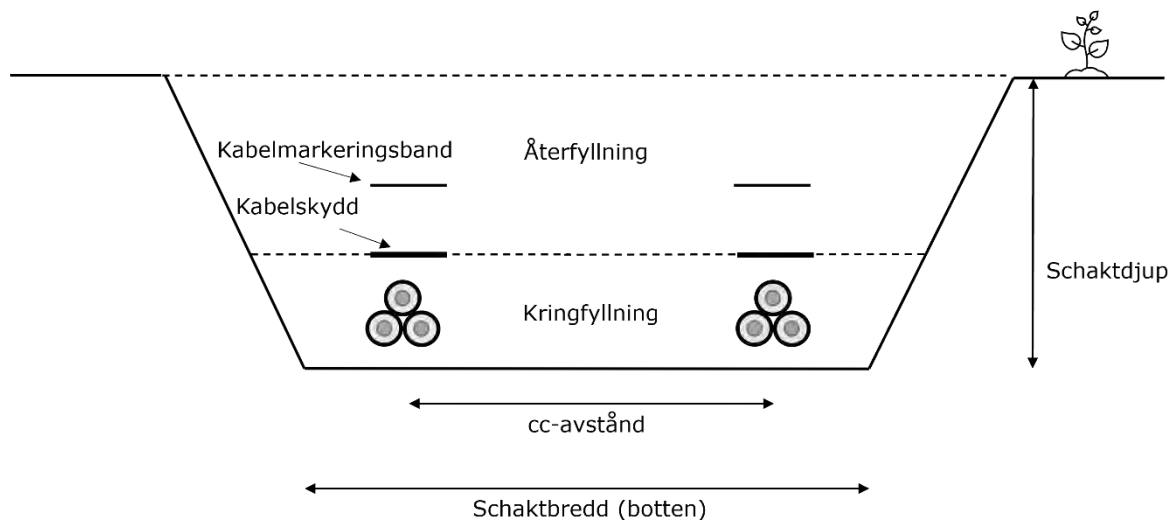 Kabelmarkeringsband
Återfyllning
Kabelskydd
Schaktdjup
Kringfyllning
cc-avstånd
Schaktbredd (botten)